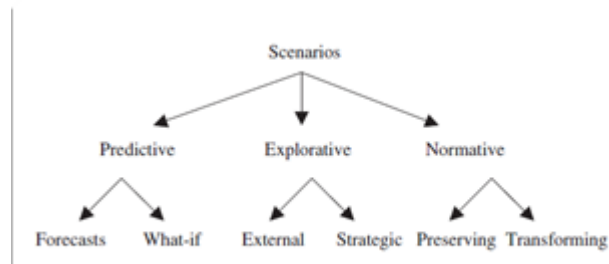 Scenarios
Predictive Explorative Normative
Forecasts What-if External Strategic Preserving Transforming